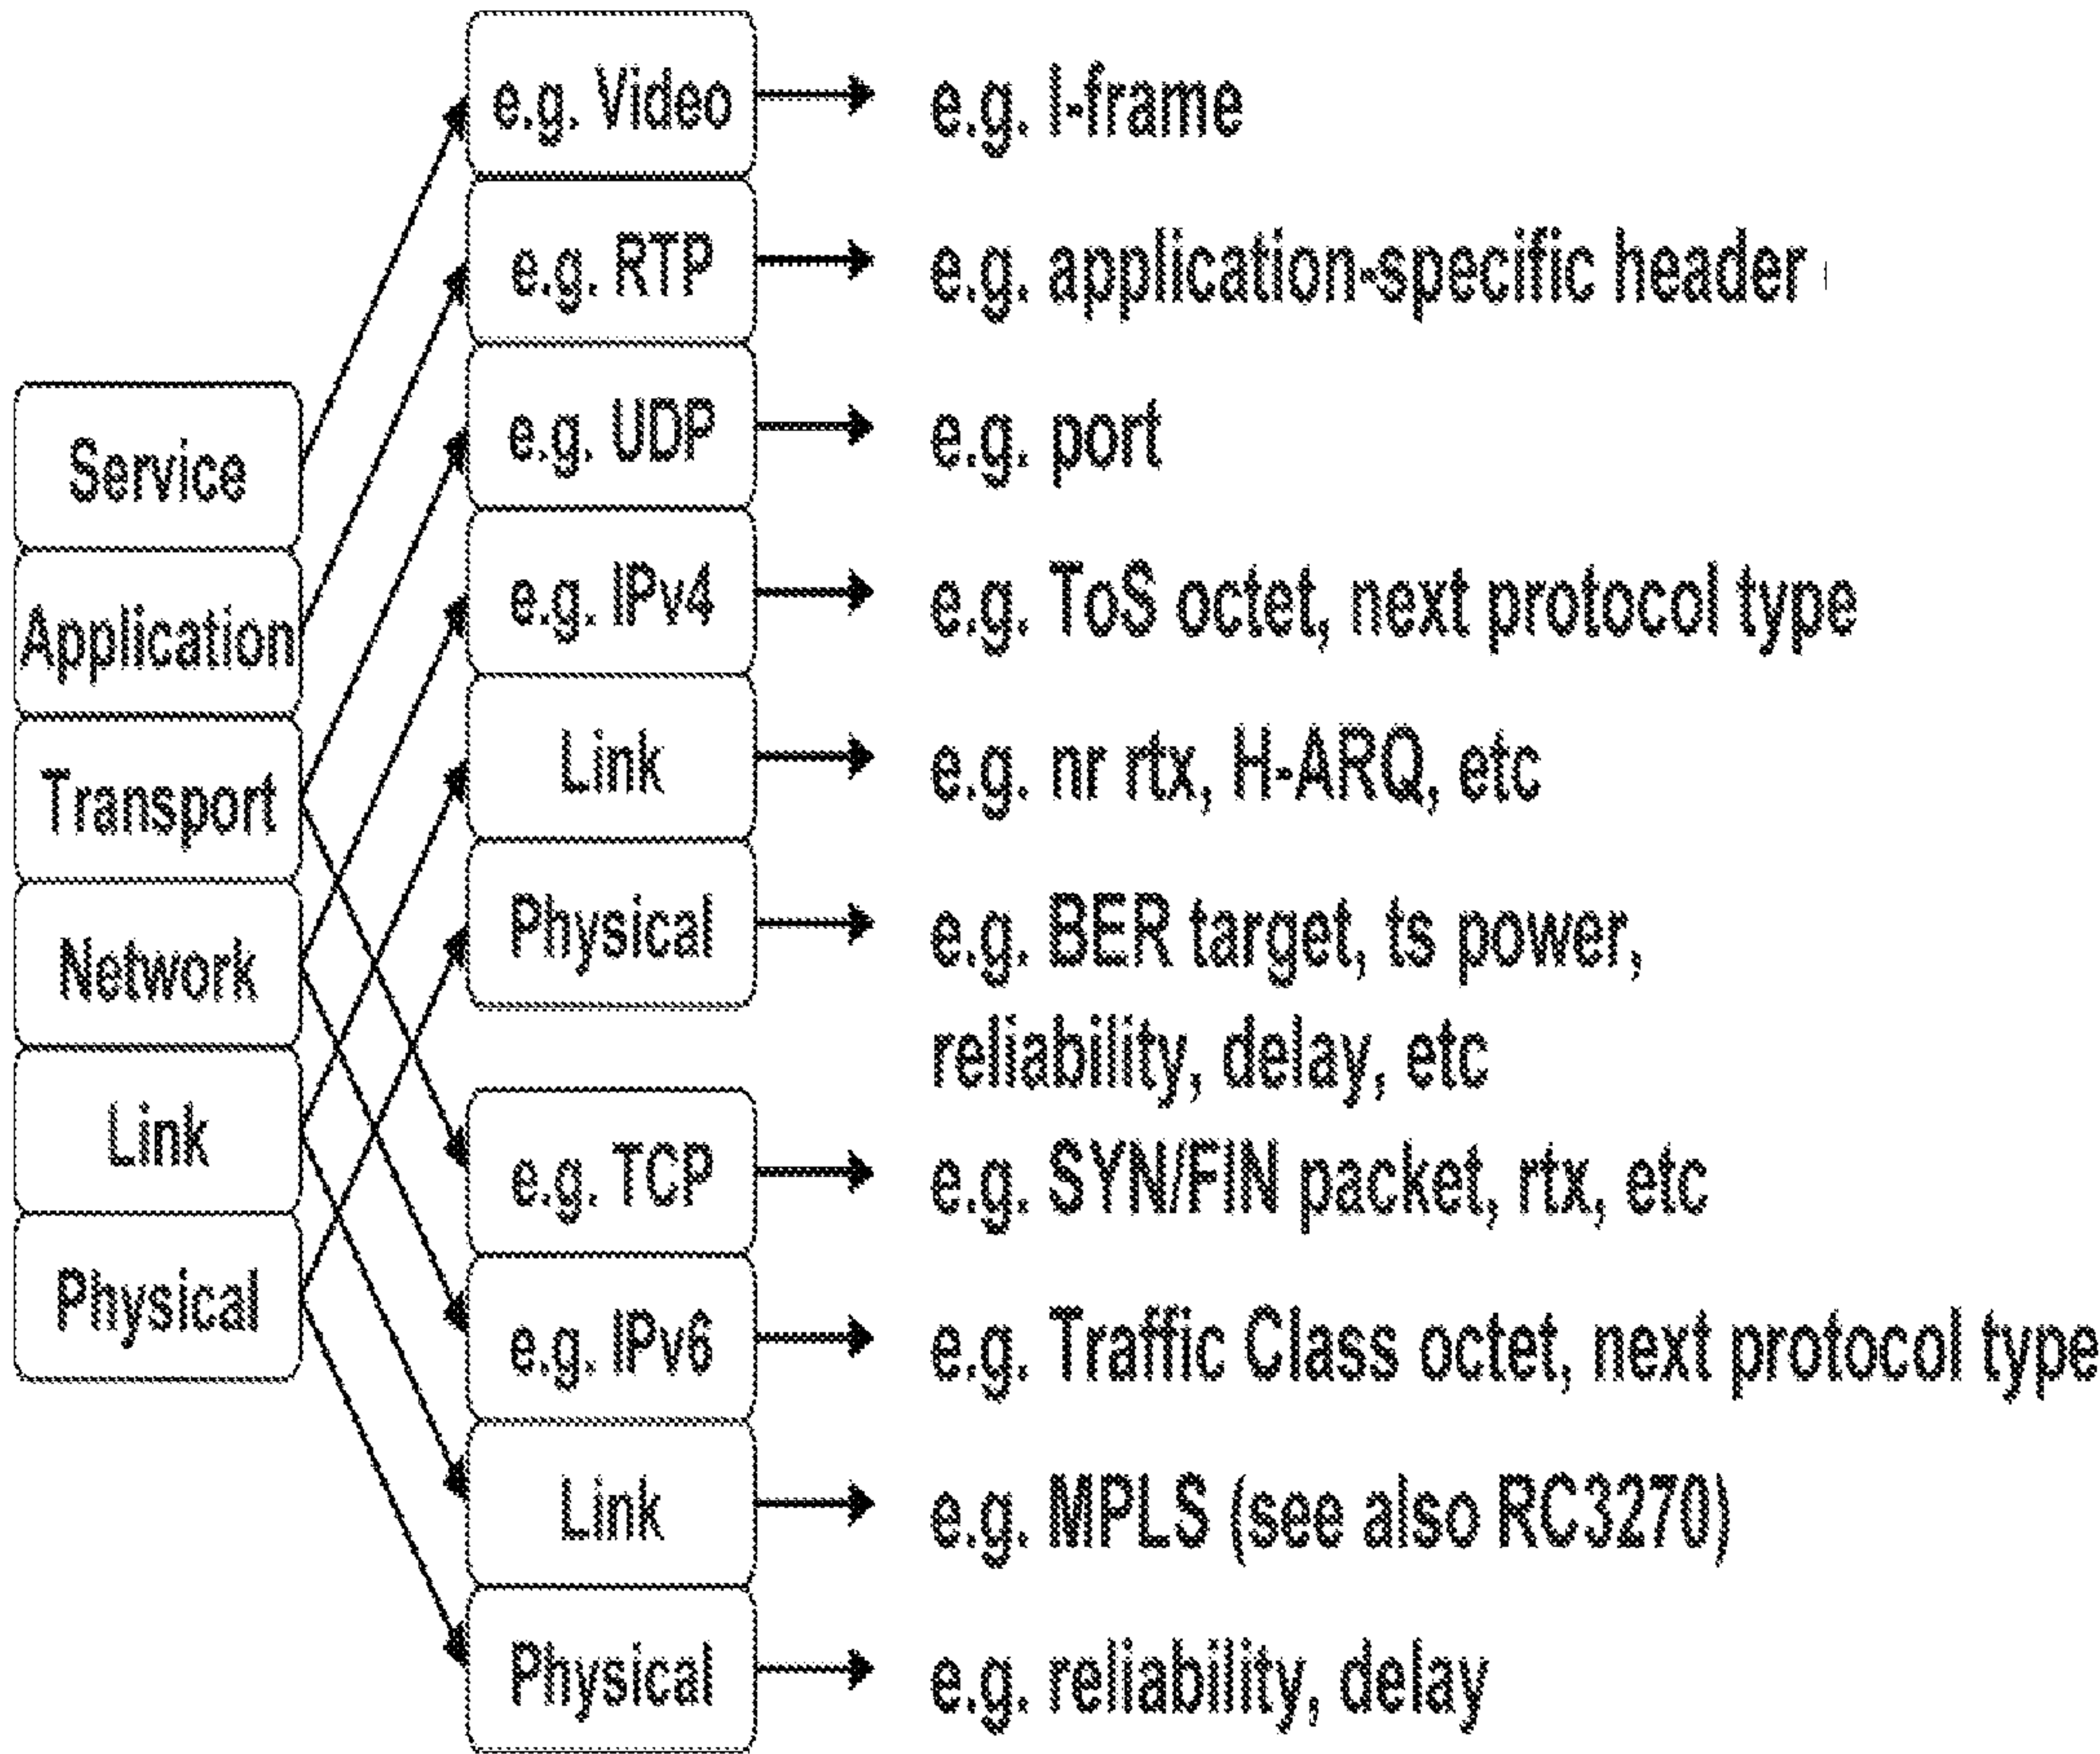 Service
Application
Transport
Network
Link
Physical
e.g. Video
e.g. I-frame
e.g. RTP
e.g. application-specific header
e.g. UDP
e.g. port
e.g. IPv4
e.g. ToS octet, next protocol type
Link
e.g. nr rtx, H-ARQ, etc
Physical
e.g. BER target, ts power,
reliability, delay, etc
e.g. TCP
e.g. SYN/FIN packet, rtx, etc
e.g. IPv6
e.g. Traffic Class octet, next protocol type
Link
e.g. MPLS (see also RC3270)
Physical
e.g. reliability, delay